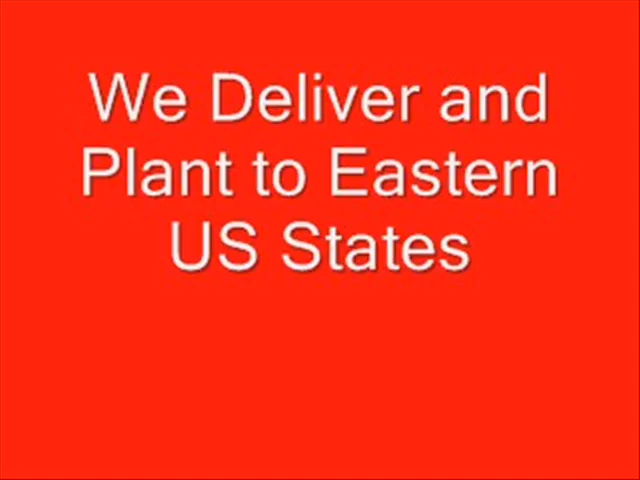 We Deliver and
Plant to Eastern
US States